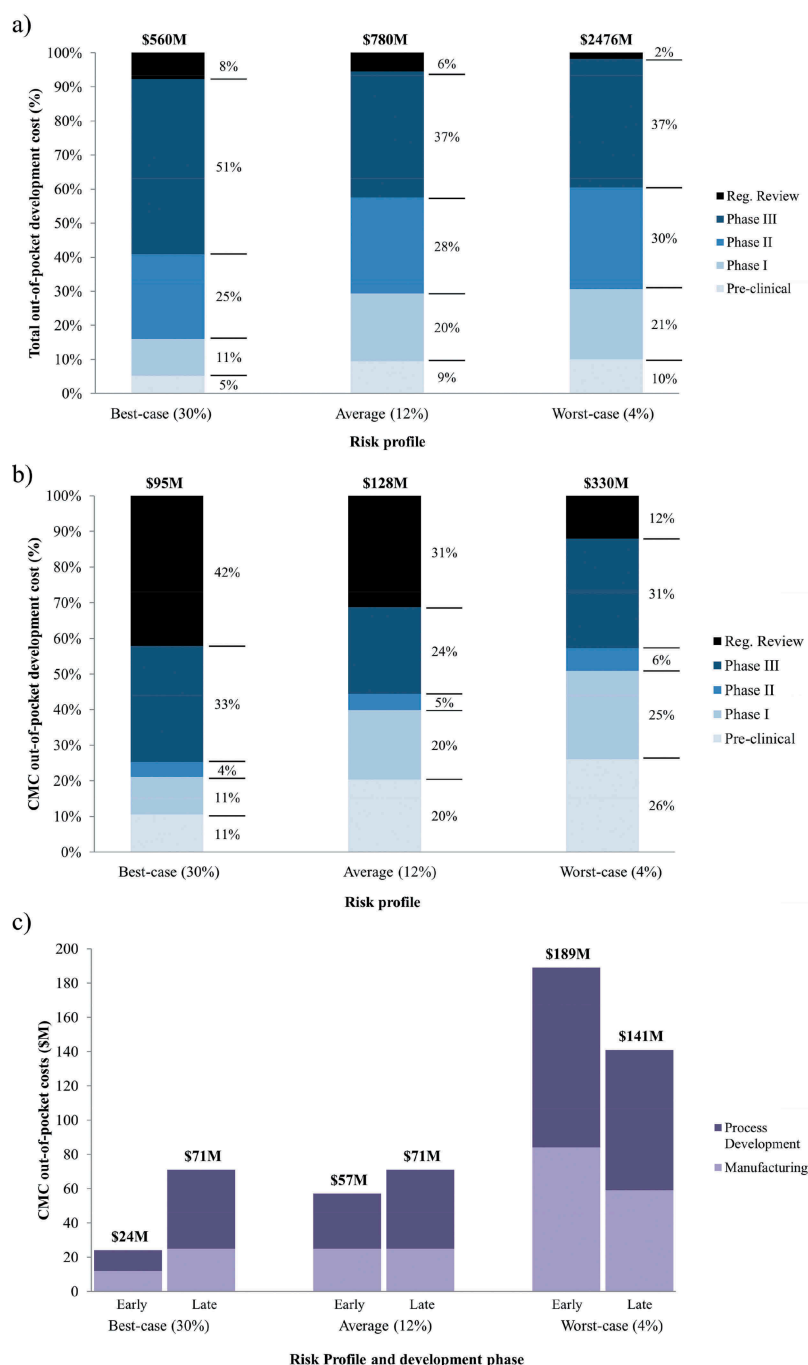 a)
$560M $780M $2476M
100%
90%
80%
70%
60%
50%
40%
30%
20%
10%
0%
Total out-of-pocket development cost (%)
8%
51%
25%
11%
5%
6%
37%
28%
20%
9%
2%
37%
30%
21%
10%
Reg. Review
Phase III
Phase II
Phase I
Pre-clinical
Best-case (30%) Average (12%) Worst-case (4%)
Risk profile
b)
$95M $128M $330M
100%
90%
80%
70%
60%
50%
40%
30%
20%
10%
0%
CMC out-of-pocket development cost (%)
42%
33%
4%
11%
11%
31%
24%
5%
20%
20%
12%
31%
6%
25%
26%
Reg. Review
Phase III
Phase II
Phase I
Pre-clinical
Best-case (30%) Average (12%) Worst-case (4%)
Risk profile
c)
200
180
160
140
120
100
80
60
40
20
0
CMC out-of-pocket costs ($M)
$24M
$71M
$57M
$71M
$189M
$141M
Process
Development
Manufacturing
Early Late Early Late Early Late
Best-case (30%) Average (12%) Worst-case (4%)
Risk Profile and development phase